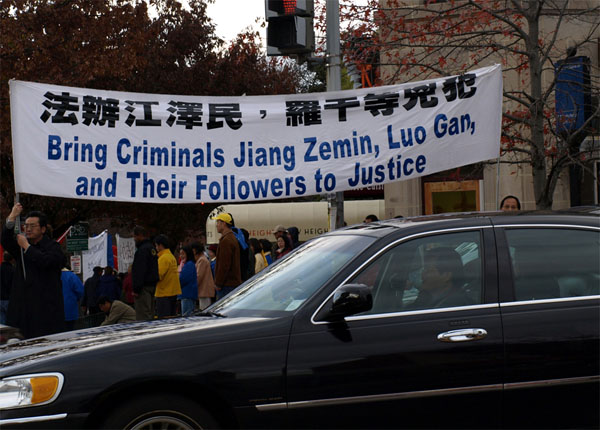 法辦江澤民，羅干等兇犯
Bring Criminals Jiang Zemin, Luo Gan,
and Their Followers to Justice
HEIGH